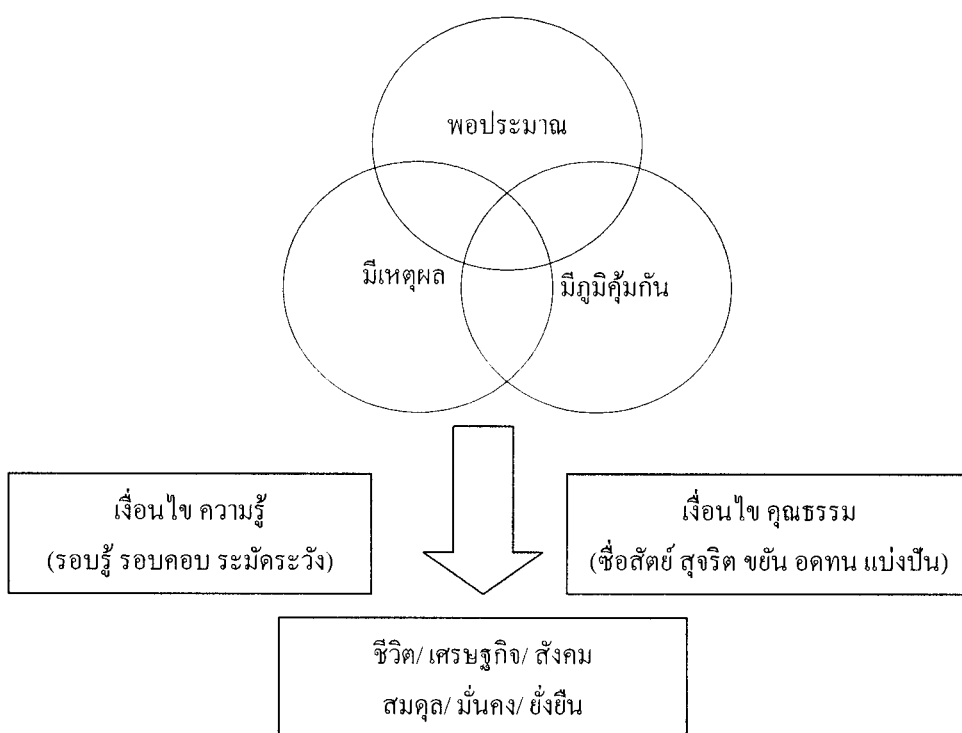 พอประมาณ
มีเหตุผล
มีภูมิคุ้มกัน
เงื่อนไข ความรู้
(รอบรู้ รอบคอบ ระมัดระวัง)
เงื่อนไข คุณธรรม
(ซื่อสัตย์ สุจริต ขยัน อดทน แบ่งปัน)
ชีวิต/ เศรษฐกิจ/ สังคม
สมดุล/ มั่นคง/ ยั่งยืน